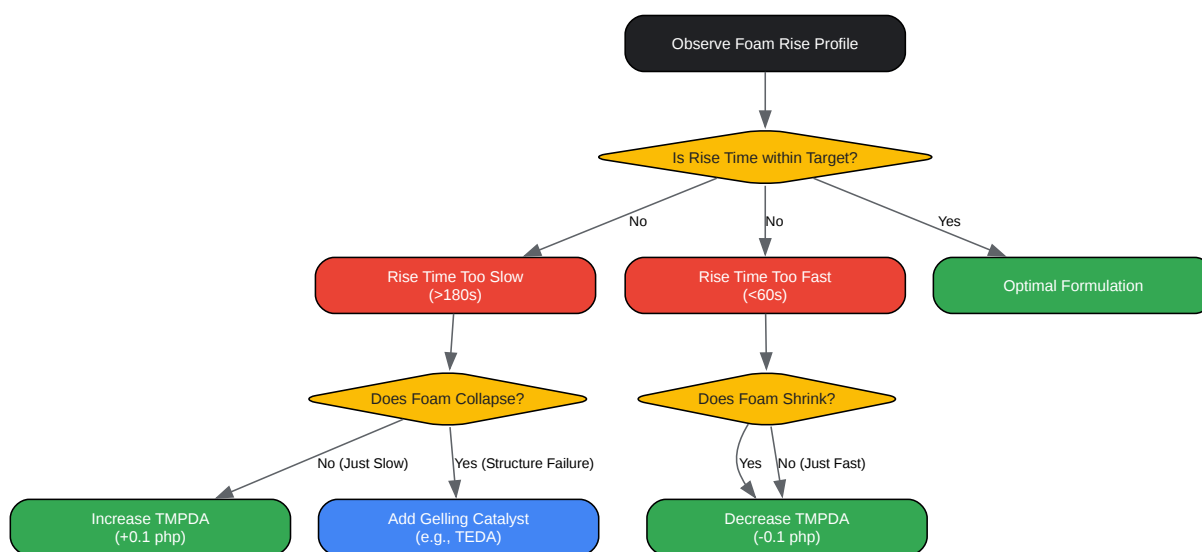 Observe Foam Rise Profile
Is Rise Time within Target?
No
No
Yes
Rise Time Too Slow
(>180s)
Rise Time Too Fast
(<60s)
Optimal Formulation
Does Foam Collapse?
Does Foam Shrink?
No (Just Slow)
Yes (Structure Failure)
Yes
No (Just Fast)
Increase TMPDA
(+0.1 php)
Add Gelling Catalyst
(e.g., TEDA)
Decrease TMPDA
(-0.1 php)